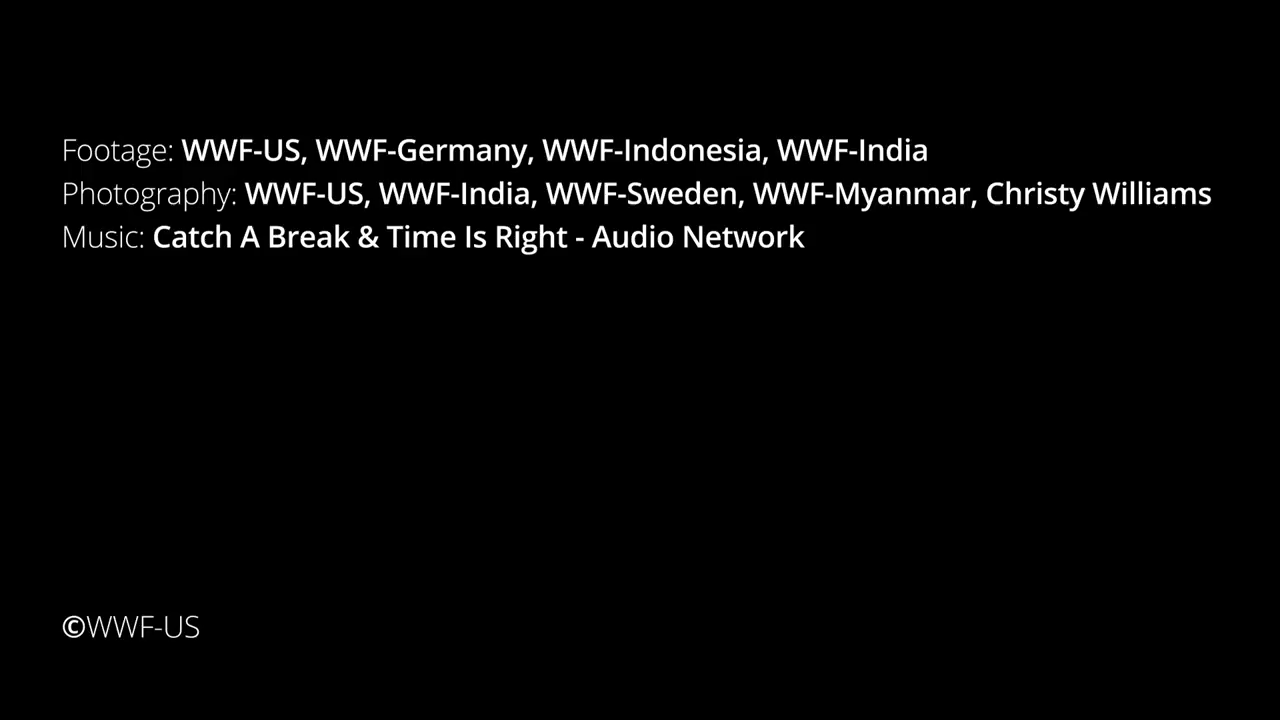 Footage: WWF-US, WWF-Germany, WWF-Indonesia, WWF-India
Photography: WWF-US, WWF-India, WWF-Sweden, WWF-Myanmar, Christy Williams
Music: Catch A Break & Time Is Right - Audio Network
©WWF-US